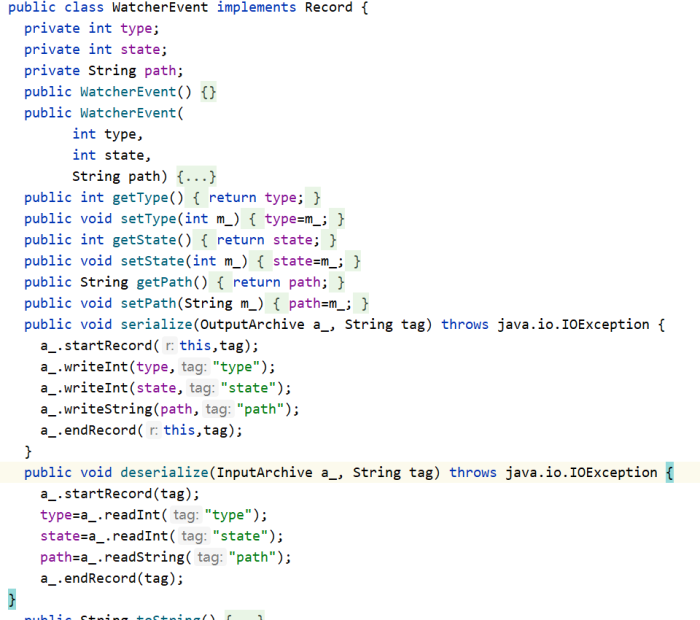 public class WatcherEvent implements Record {
private int type;
private int state;
private String path;
public WatcherEvent() {}
public WatcherEvent(
int type,
int state,
String path) {...}
public int getType() { return type; }
public void setType(int m_) { type=m_; }
public int getState() { return state; }
public void setState(int m_) { state=m_; }
public String getPath() { return path; }
public void setPath(String m_) { path=m_; }
public void serialize(OutputArchive a_, String tag) throws java.io.IOException {
a_.startRecord( r: this,tag);
a_.writeInt(type, tag: "type");
a_.writeInt(state, tag: "state");
a_.writeString(path, tag: "path");
a_.endRecord( r: this,tag);
}
public void deserialize(InputArchive a_, String tag) throws java.io.IOException {
a_.startRecord(tag);
type=a_.readInt( tag: "type");
state=a_.readInt( tag: "state");
path=a_.readString( tag: "path");
a_.endRecord(tag);
}
public String toString() {...}